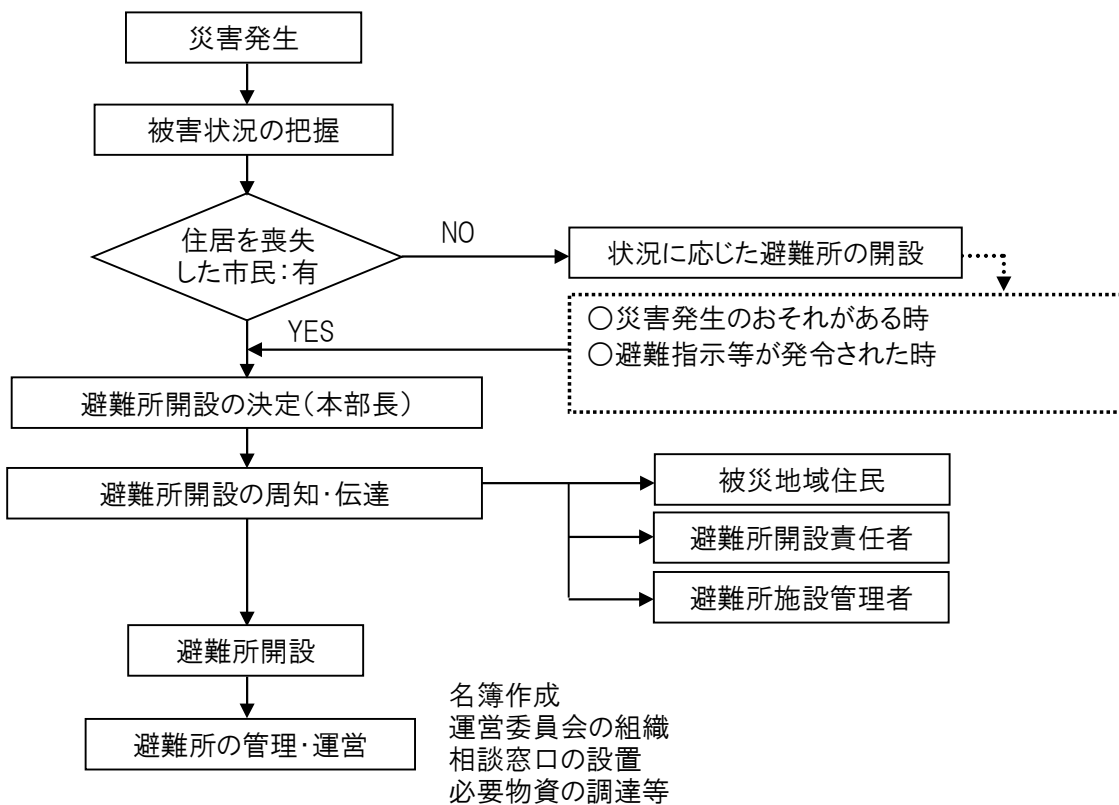 災害発生
被害状況の把握
住居を喪失
した市民：有
NO
状況に応じた避難所の開設
YES
○災害発生のおそれがある時
○避難指示等が発令された時
避難所開設の決定（本部長）
避難所開設の周知・伝達
被災地域住民
避難所開設責任者
避難所施設管理者
避難所開設
避難所の管理・運営
名簿作成
運営委員会の組織
相談窓口の設置
必要物資の調達等